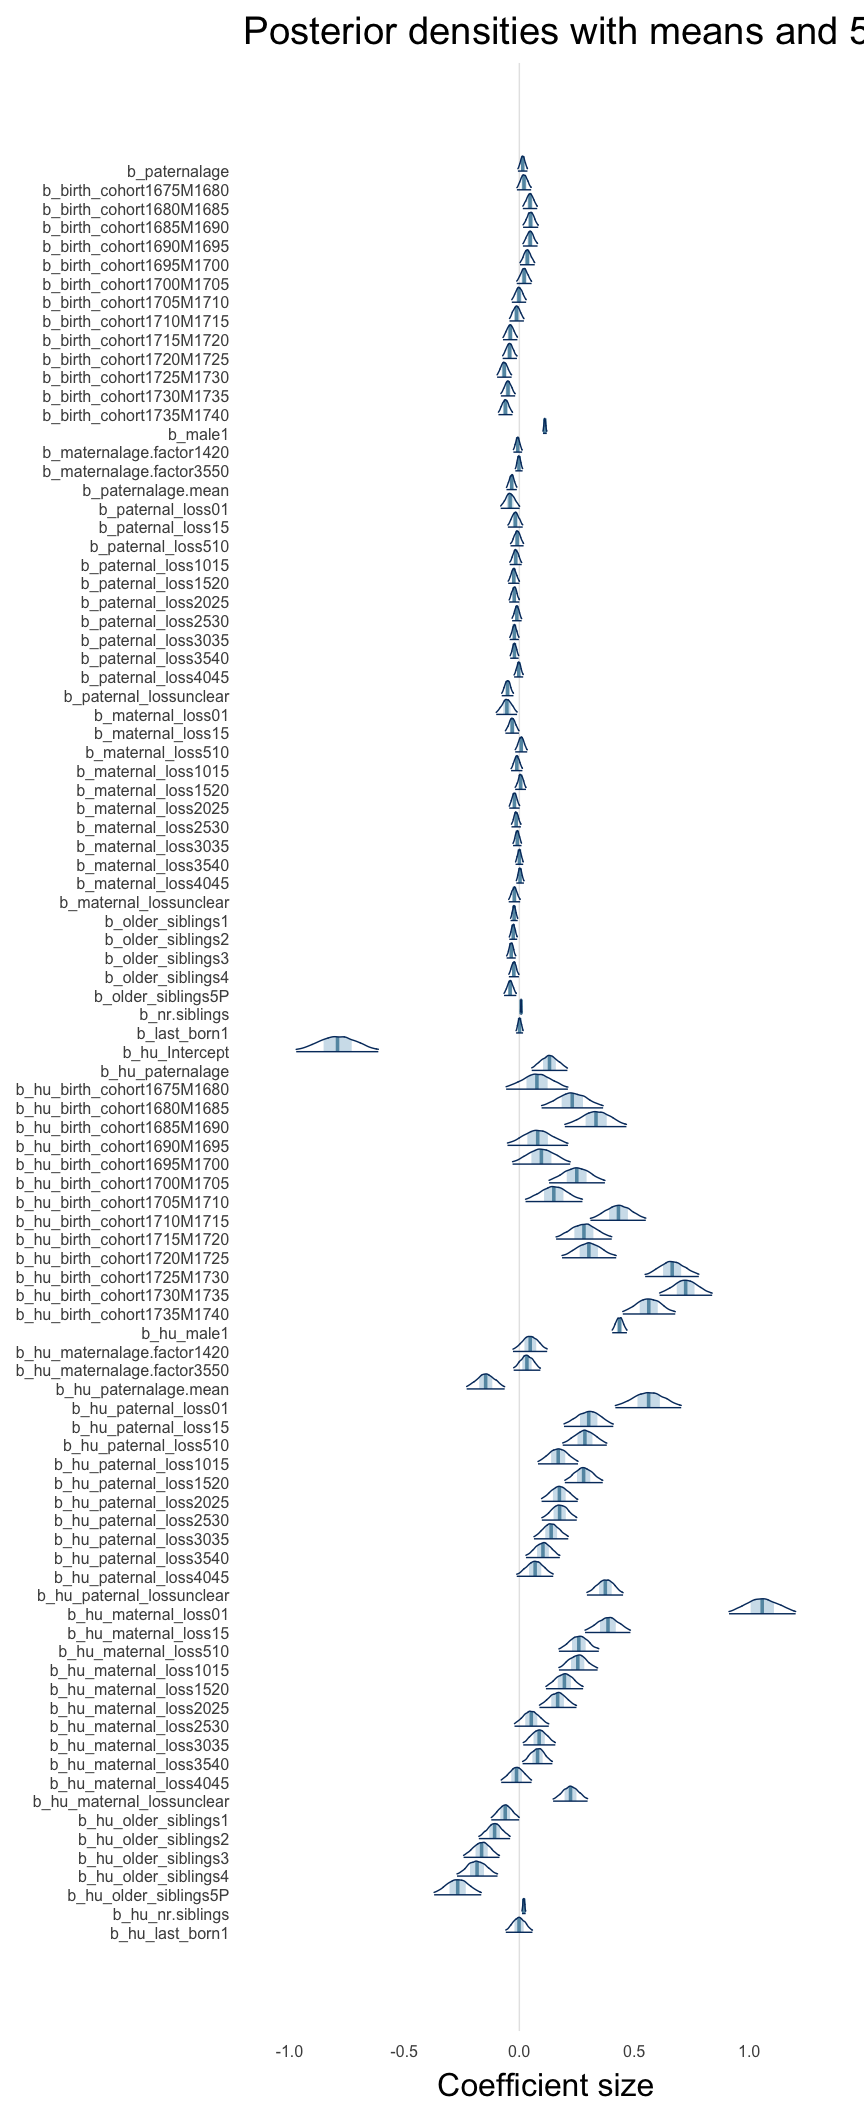 Posterior densities with means and 5
b_paternalage
b_birth_cohort1675M1680
b_birth_cohort1680M1685
b_birth_cohort1685M1690
b_birth_cohort1690M1695
b_birth_cohort1695M1700
b_birth_cohort1700M1705
b_birth_cohort1705M1710
b_birth_cohort1710M1715
b_birth_cohort1715M1720
b_birth_cohort1720M1725
b_birth_cohort1725M1730
b_birth_cohort1730M1735
b_birth_cohort1735M1740
b_male1
b_maternalage.factor1420
b_maternalage.factor3550
b_paternalage.mean
b_paternal_loss01
b_paternal_loss15
b_paternal_loss510
b_paternal_loss1015
b_paternal_loss1520
b_paternal_loss2025
b_paternal_loss2530
b_paternal_loss3035
b_paternal_loss3540
b_paternal_loss4045
b_paternal_lossunclear
b_maternal_loss01
b_maternal_loss15
b_maternal_loss510
b_maternal_loss1015
b_maternal_loss1520
b_maternal_loss2025
b_maternal_loss2530
b_maternal_loss3035
b_maternal_loss3540
b_maternal_loss4045
b_maternal_lossunclear
b_older_siblings1
b_older_siblings2
b_older_siblings3
b_older_siblings4
b_older_siblings5P
b_nr.siblings
b_last_born1
b_hu_Intercept
b_hu_paternalage
b_hu_birth_cohort1675M1680
b_hu_birth_cohort1680M1685
b_hu_birth_cohort1685M1690
b_hu_birth_cohort1690M1695
b_hu_birth_cohort1695M1700
b_hu_birth_cohort1700M1705
b_hu_birth_cohort1705M1710
b_hu_birth_cohort1710M1715
b_hu_birth_cohort1715M1720
b_hu_birth_cohort1720M1725
b_hu_birth_cohort1725M1730
b_hu_birth_cohort1730M1735
b_hu_birth_cohort1735M1740
b_hu_male1
b_hu_maternalage.factor1420
b_hu_maternalage.factor3550
b_hu_paternalage.mean
b_hu_paternal_loss01
b_hu_paternal_loss15
b_hu_paternal_loss510
b_hu_paternal_loss1015
b_hu_paternal_loss1520
b_hu_paternal_loss2025
b_hu_paternal_loss2530
b_hu_paternal_loss3035
b_hu_paternal_loss3540
b_hu_paternal_loss4045
b_hu_paternal_lossunclear
b_hu_maternal_loss01
b_hu_maternal_loss15
b_hu_maternal_loss510
b_hu_maternal_loss1015
b_hu_maternal_loss1520
b_hu_maternal_loss2025
b_hu_maternal_loss2530
b_hu_maternal_loss3035
b_hu_maternal_loss3540
b_hu_maternal_loss4045
b_hu_maternal_lossunclear
b_hu_older_siblings1
b_hu_older_siblings2
b_hu_older_siblings3
b_hu_older_siblings4
b_hu_older_siblings5P
b_hu_nr.siblings
b_hu_last_born1
-1.0 -0.5 0.0 0.5 1.0
Coefficient size